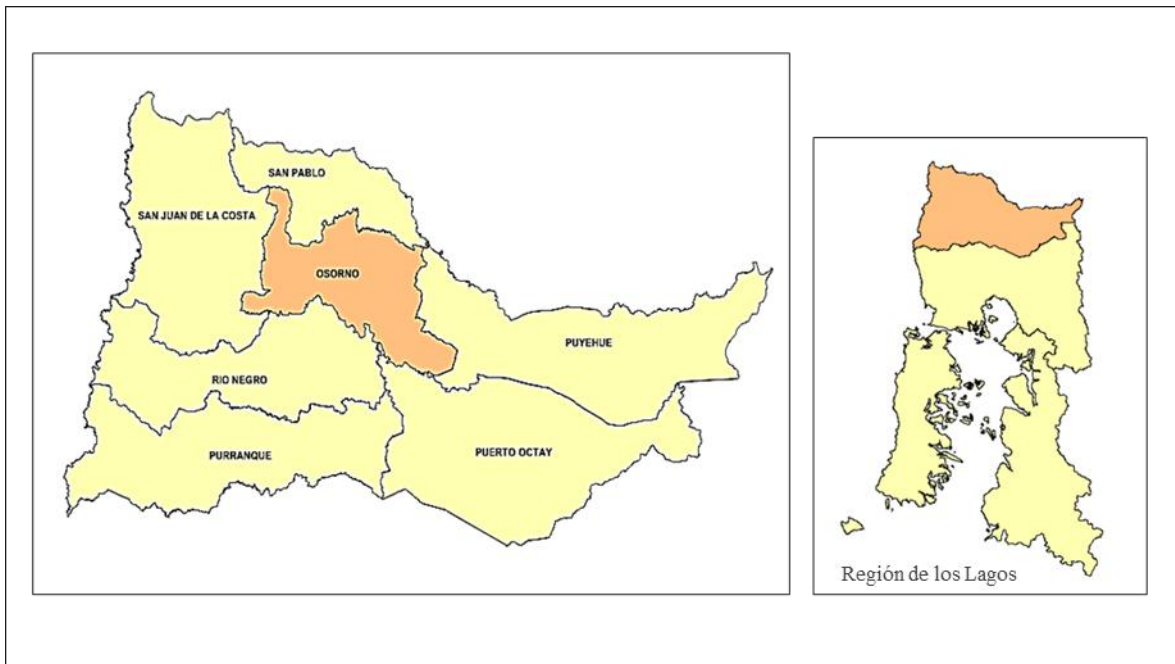 SAN PABLO
SAN JUAN DE LA COSTA
OSORNO
PUYEHUE
RIO NEGRO
PURRANQUE
PUERTO OCTAY
Región de los Lagos